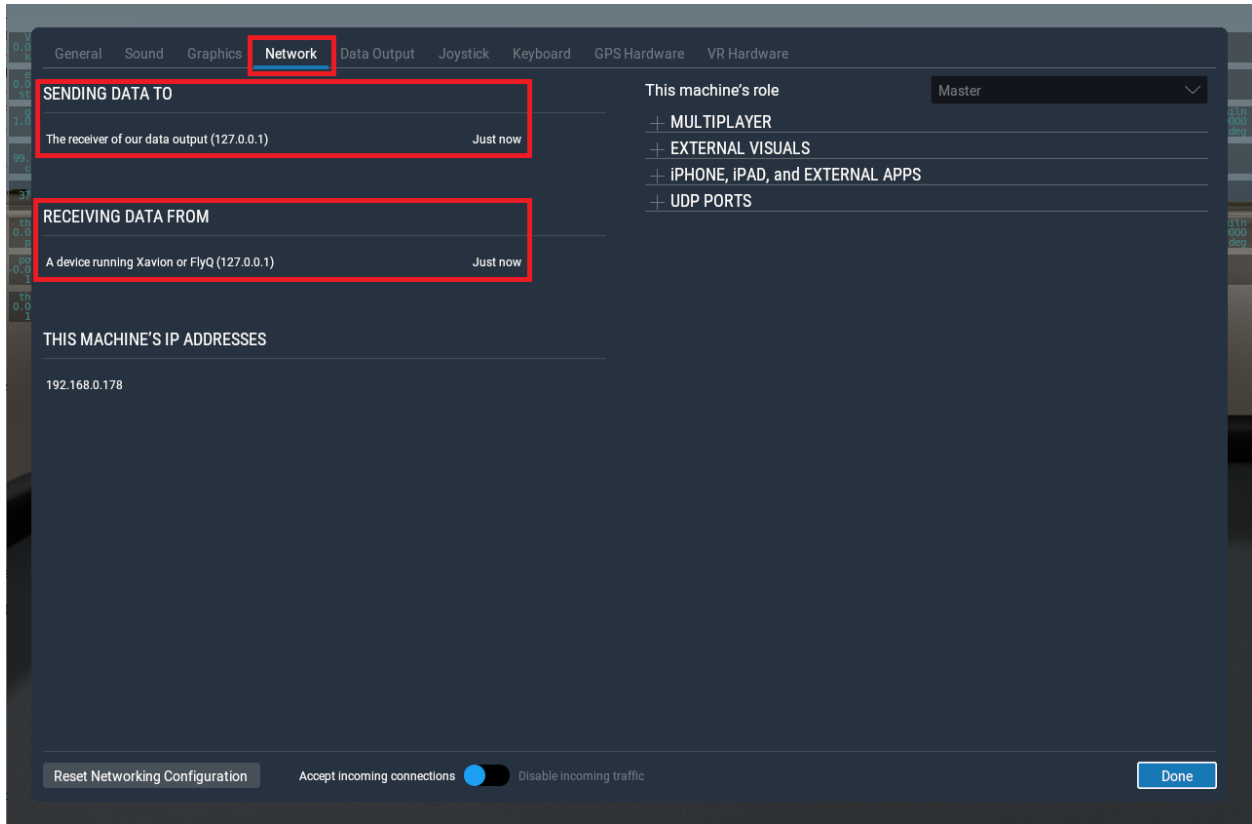 General Sound Graphics Network Data Output Joystick Keyboard GPS Hardware VR Hardware
SENDING DATA TO
The receiver of our data output (127.0.0.1) Just now
RECEIVING DATA FROM
A device running Xavion or FlyQ (127.0.0.1) Just now
THIS MACHINE'S IP ADDRESSES
192.168.0.178
This machine's role Master
MULTIPLAYER
EXTERNAL VISUALS
iPHONE, iPAD, and EXTERNAL APPS
UDP PORTS
Reset Networking Configuration Accept incoming connections Disable incoming traffic Done